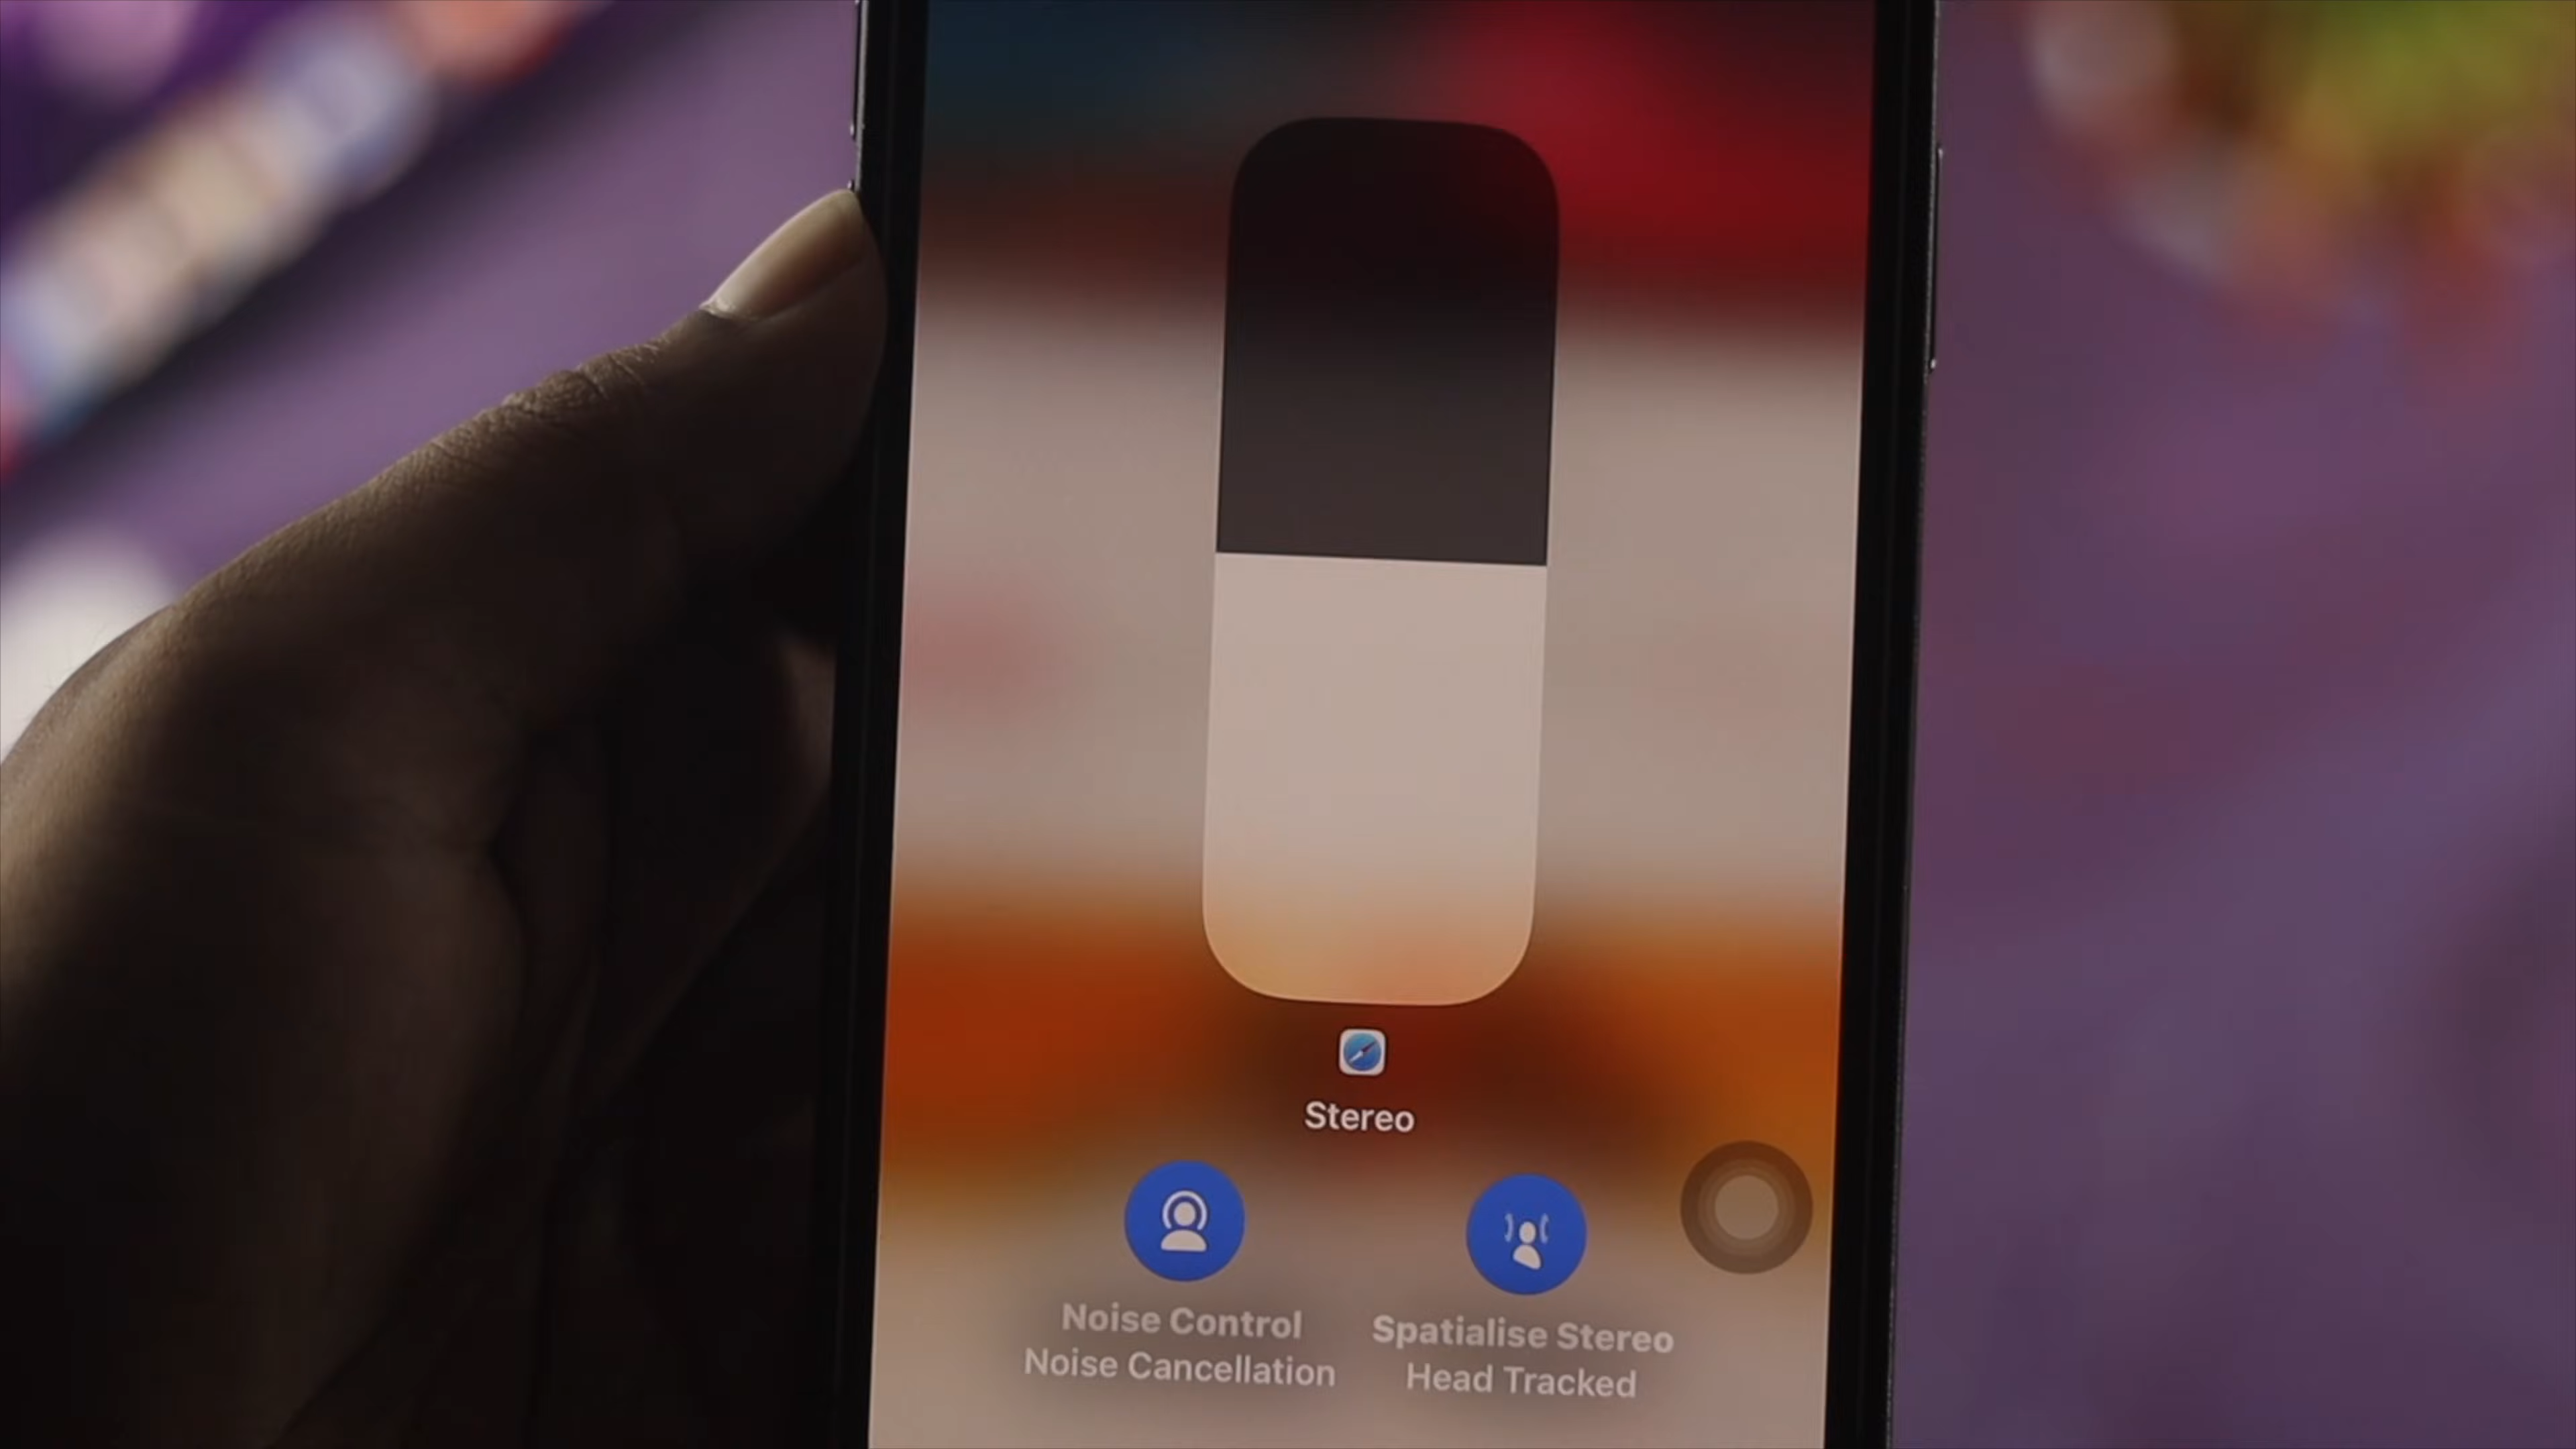 Stereo
Noise Control
Noise Cancellation
Spatialise Stereo
Head Tracked